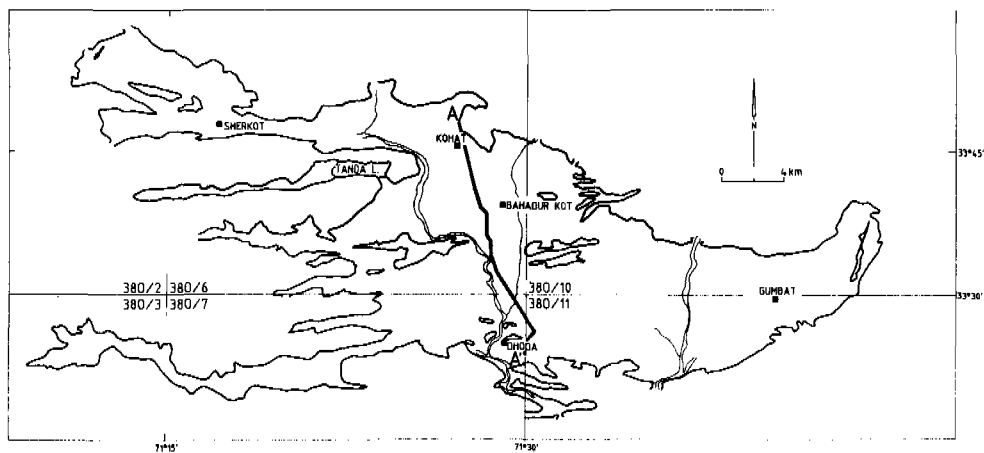 A
SHERKOT
KOHAT
N
33°45'
TANDA L.
0 4 km
BAHADUR KOT
380/2 380/6
380/10
380/3 380/7
380/11
GUMBAT
33°30'
DHODA
A'
71°15'
71°30'